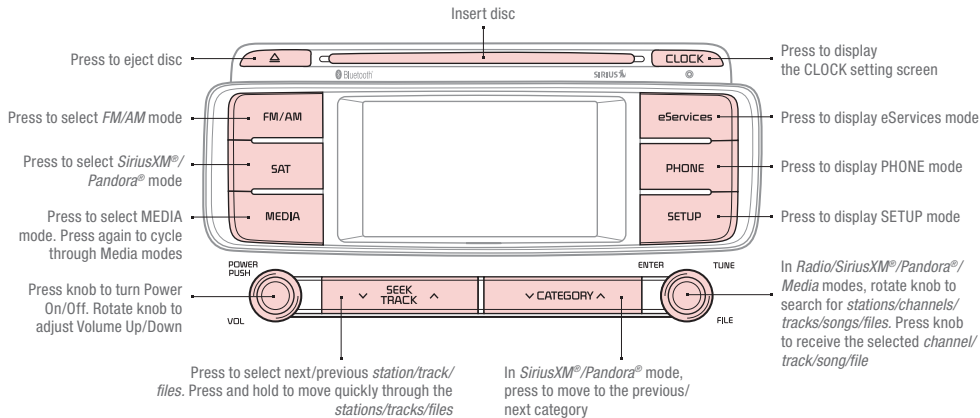 Insert disc
Press to eject disc
Press to display
the CLOCK setting screen
CLOCK
Bluetooth®
SIRIUS
Press to select FM/AM mode
FM/AM
eServices
Press to display eServices mode
Press to select SiriusXM®/
Pandora® mode
SAT
PHONE
Press to display PHONE mode
Press to select MEDIA
mode. Press again to cycle
through Media modes
MEDIA
SETUP
Press to display SETUP mode
POWER
PUSH
VOL
Press knob to turn Power
On/Off. Rotate knob to
adjust Volume Up/Down
SEEK
TRACK
CATEGORY
ENTER
TUNE
FILE
In Radio/SiriusXM®/Pandora®/
Media modes, rotate knob to
search for stations/channels/
tracks/songs/files. Press knob
to receive the selected channel/
track/song/file
Press to select next/previous station/track/
files. Press and hold to move quickly through the
stations/tracks/files
In SiriusXM®/Pandora® mode,
press to move to the previous/
next category